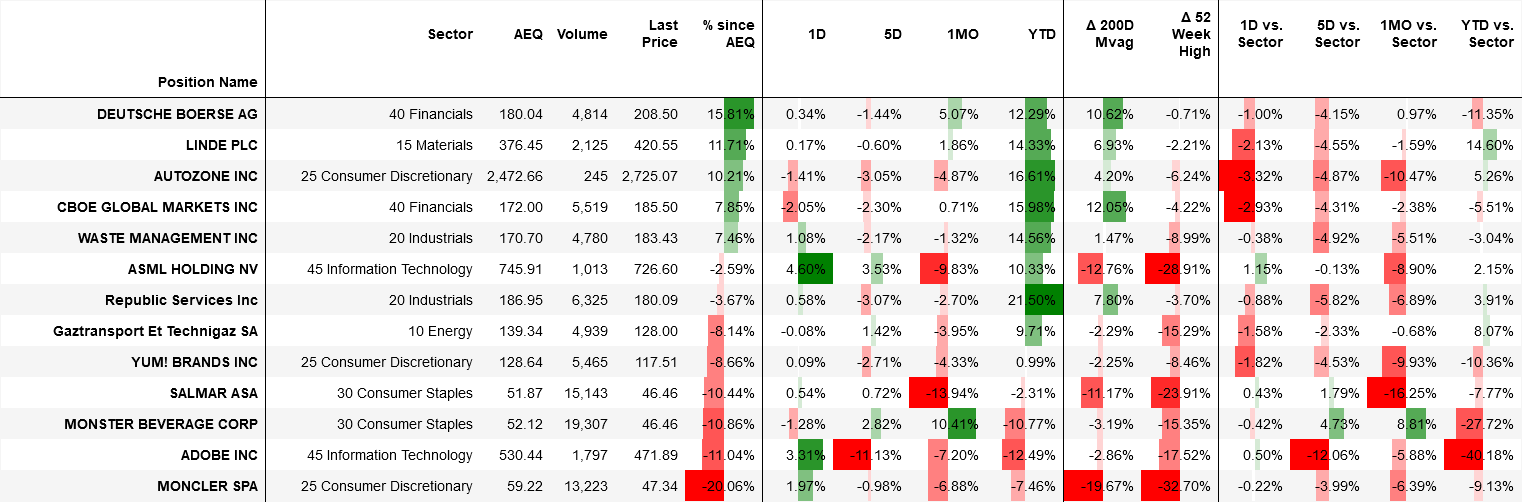 Position Name Sector AEQ Volume Last Price % since AEQ 1D 5D 1MO YTD Δ 200D Mvag Δ 52 Week High 1D vs. Sector 5D vs. Sector 1MO vs. Sector YTD vs. Sector
DEUTSCHE BOERSE AG 40 Financials 180.04 4,814 208.50 15.81% 0.34% -1.44% 5.07% 12.29% 10.62% -0.71% -1.00% -4.15% 0.97% -11.35%
LINDE PLC 15 Materials 376.45 2,125 420.55 11.71% 0.17% -0.60% 1.86% 14.33% 6.93% -2.21% -2.13% -4.55% -1.59% 14.60%
AUTOZONE INC 25 Consumer Discretionary 2,472.66 245 2,725.07 10.21% -1.41% -3.05% -4.87% 16.61% 4.20% -6.24% -3.32% -4.87% -10.47% 5.26%
CBOE GLOBAL MARKETS INC 40 Financials 172.00 5,519 185.50 7.85% -2.05% -2.30% 0.71% 15.98% 12.05% -4.22% -2.93% -4.31% -2.38% -5.51%
WASTE MANAGEMENT INC 20 Industrials 170.70 4,780 183.43 7.46% 1.08% -2.17% -1.32% 14.56% 1.47% -8.99% -0.38% -4.92% -5.51% -3.04%
ASML HOLDING NV 45 Information Technology 745.91 1,013 726.60 -2.59% 4.60% 3.53% -9.83% 10.33% -12.76% -28.91% 1.15% -0.13% -8.90% 2.15%
Republic Services Inc 20 Industrials 186.95 6,325 180.09 -3.67% 0.58% -3.07% -2.70% 21.50% 7.80% -3.70% -0.88% -5.82% -6.89% 3.91%
Gaztransport Et Technigaz SA 10 Energy 139.34 4,939 128.00 -8.14% -0.08% 1.42% -3.95% 9.71% -2.29% -15.29% -1.58% -2.33% -0.68% 8.07%
YUM! BRANDS INC 25 Consumer Discretionary 128.64 5,465 117.51 -8.66% 0.09% -2.71% -4.33% 0.99% -2.25% -8.46% -1.82% -4.53% -9.93% -10.36%
SALMAR ASA 30 Consumer Staples 51.87 15,143 46.46 -10.44% 0.54% 0.72% -13.94% -2.31% -11.17% -23.91% 0.43% 1.79% -16.25% -7.77%
MONSTER BEVERAGE CORP 30 Consumer Staples 52.12 19,307 46.46 -10.86% -1.28% 2.82% 10.41% -10.77% -3.19% -15.35% -0.42% 4.73% 8.81% -27.72%
ADOBE INC 45 Information Technology 530.44 1,797 471.89 -11.04% 3.31% -11.13% -7.20% -12.49% -2.86% -17.52% 0.50% -12.06% -5.88% -40.18%
MONCLER SPA 25 Consumer Discretionary 59.22 13,223 47.34 -20.06% 1.97% -0.98% -6.88% -7.46% -19.67% -32.70% -0.22% -3.99% -6.39% -9.13%